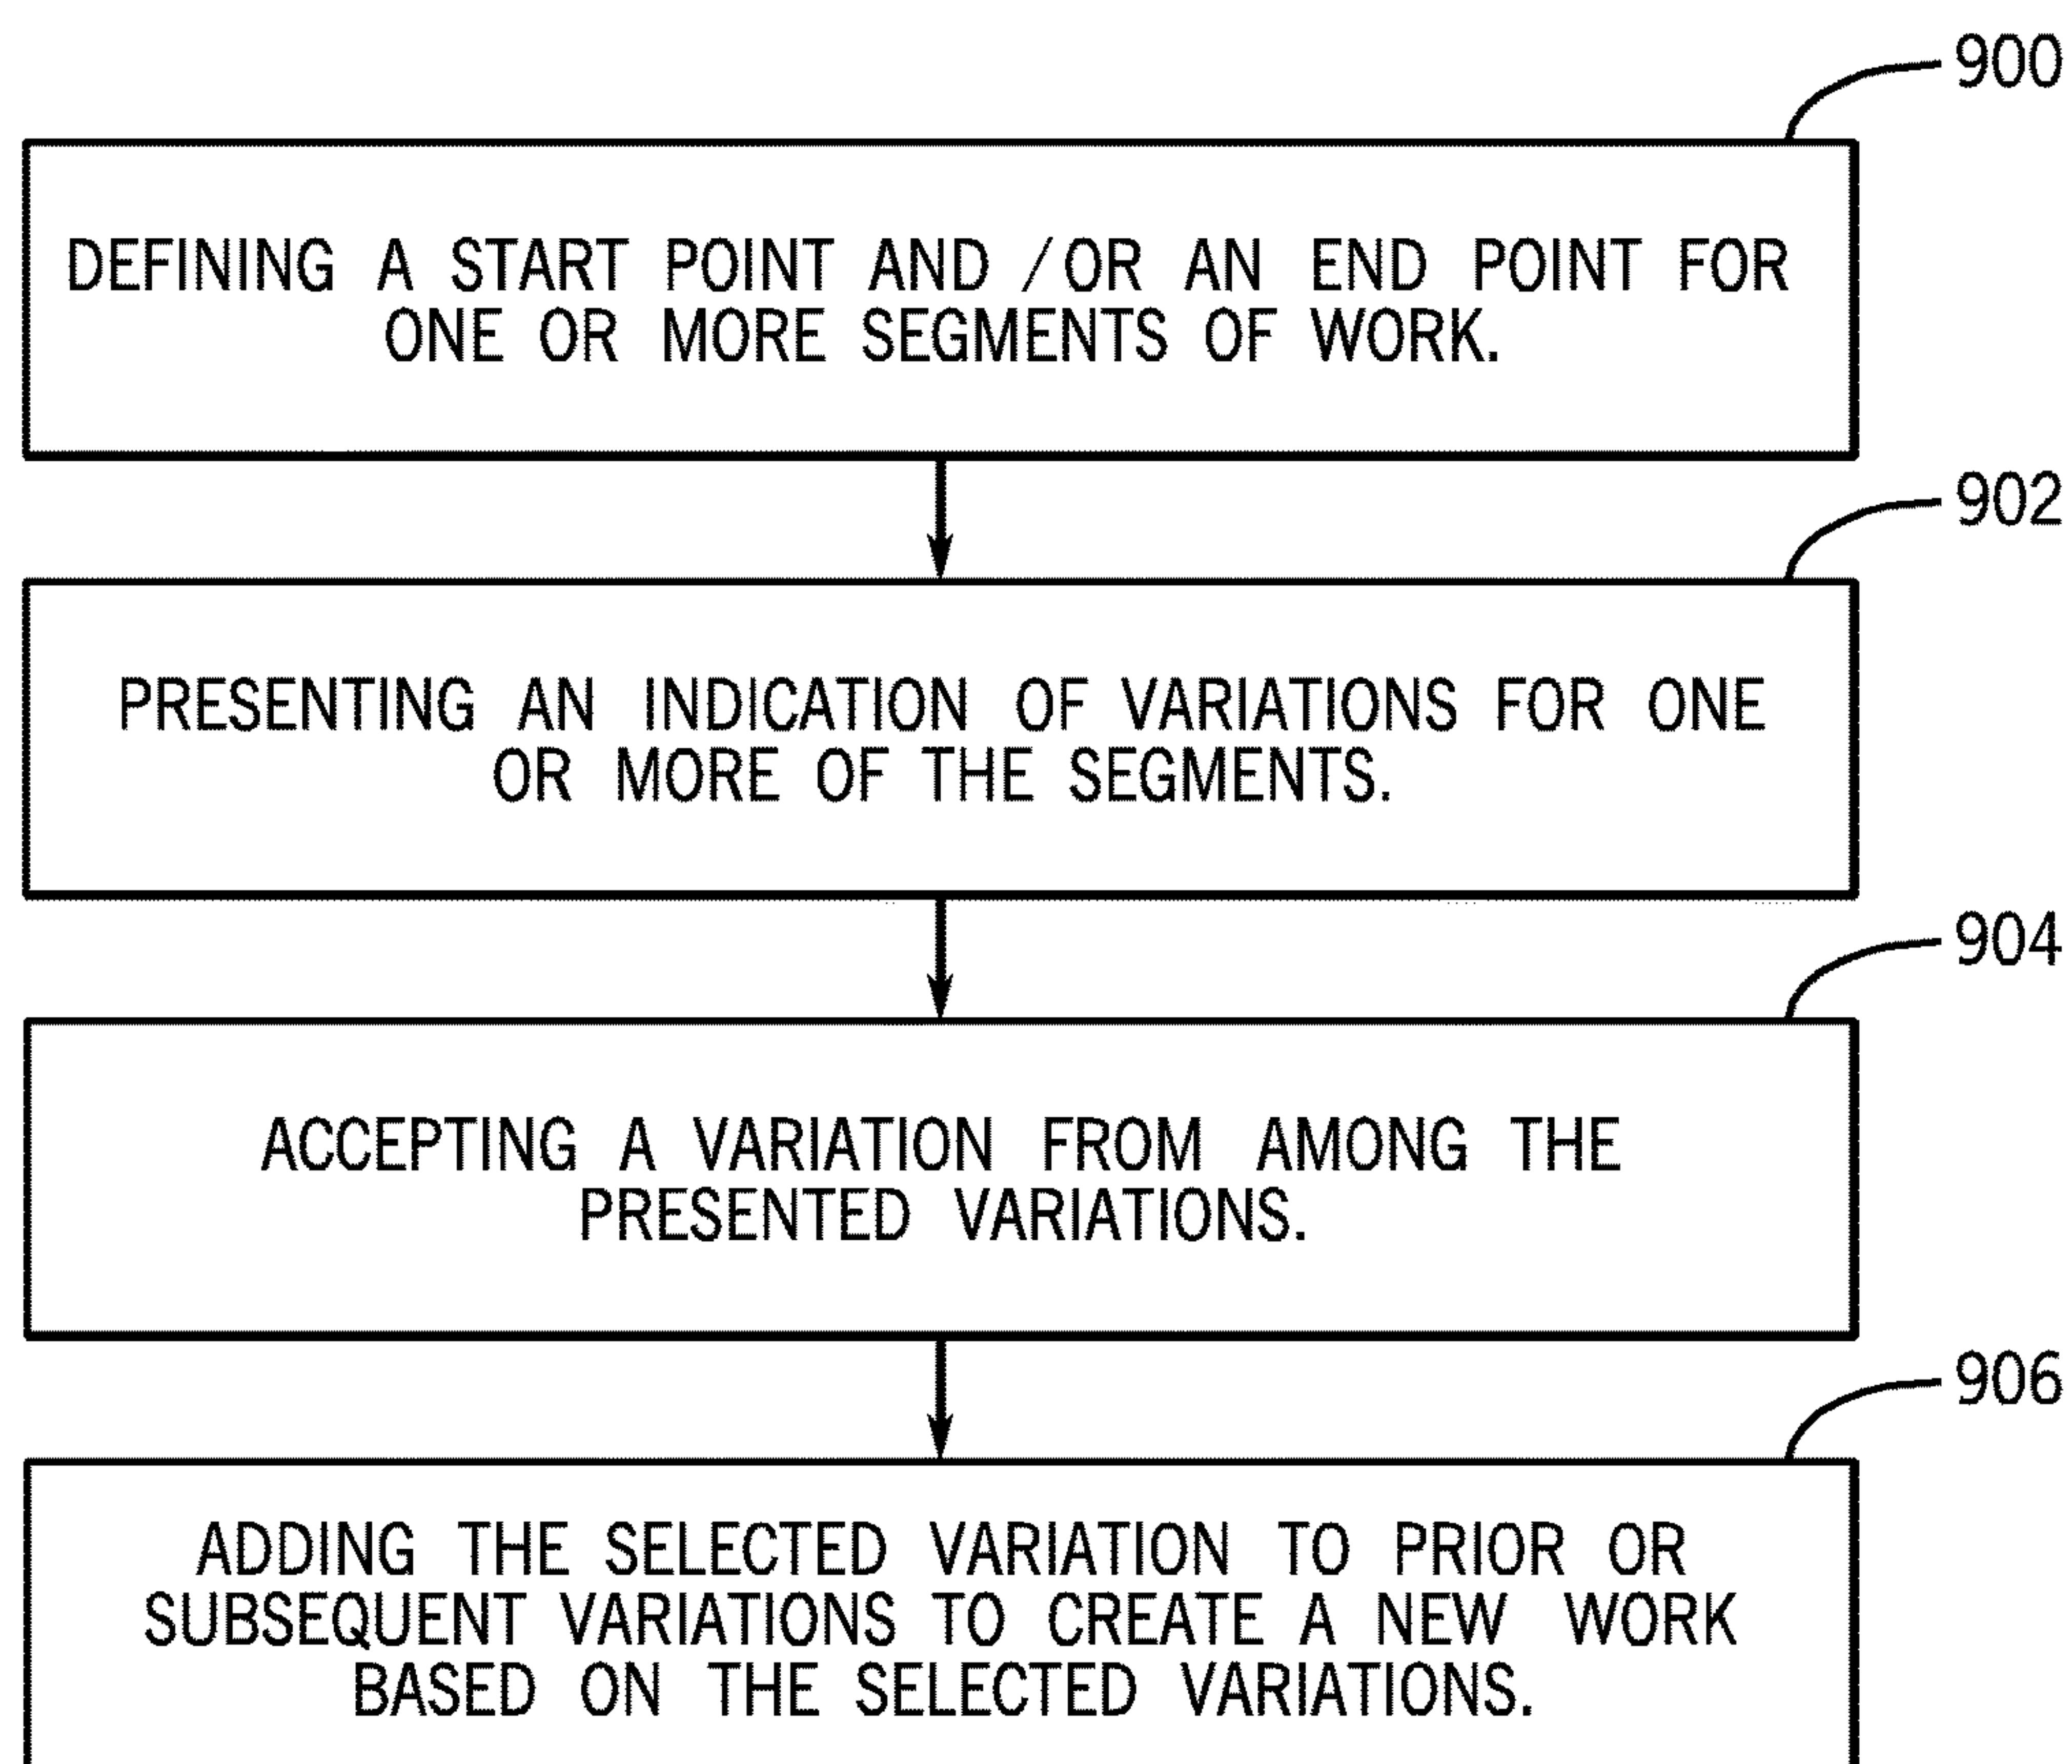 900
DEFINING A START POINT AND /OR AN END POINT FOR
ONE OR MORE SEGMENTS OF WORK.
902
PRESENTING AN INDICATION OF VARIATIONS FOR ONE
OR MORE OF THE SEGMENTS.
904
ACCEPTING A VARIATION FROM AMONG THE
PRESENTED VARIATIONS.
906
ADDING THE SELECTED VARIATION TO PRIOR OR
SUBSEQUENT VARIATIONS TO CREATE A NEW WORK
BASED ON THE SELECTED VARIATIONS.